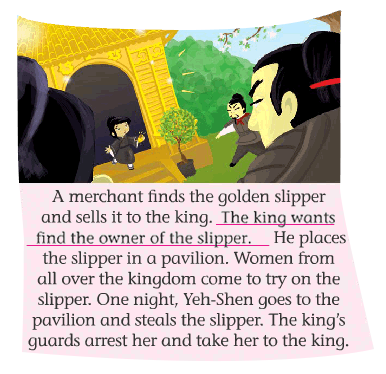 A merchant finds the golden slipper
and sells it to the king. The king wants
find the owner of the slipper. He places
the slipper in a pavilion. Women from
all over the kingdom come to try on the
slipper. One night, Yeh-Shen goes to the
pavilion and steals the slipper. The king's
guards arrest her and take her to the king.